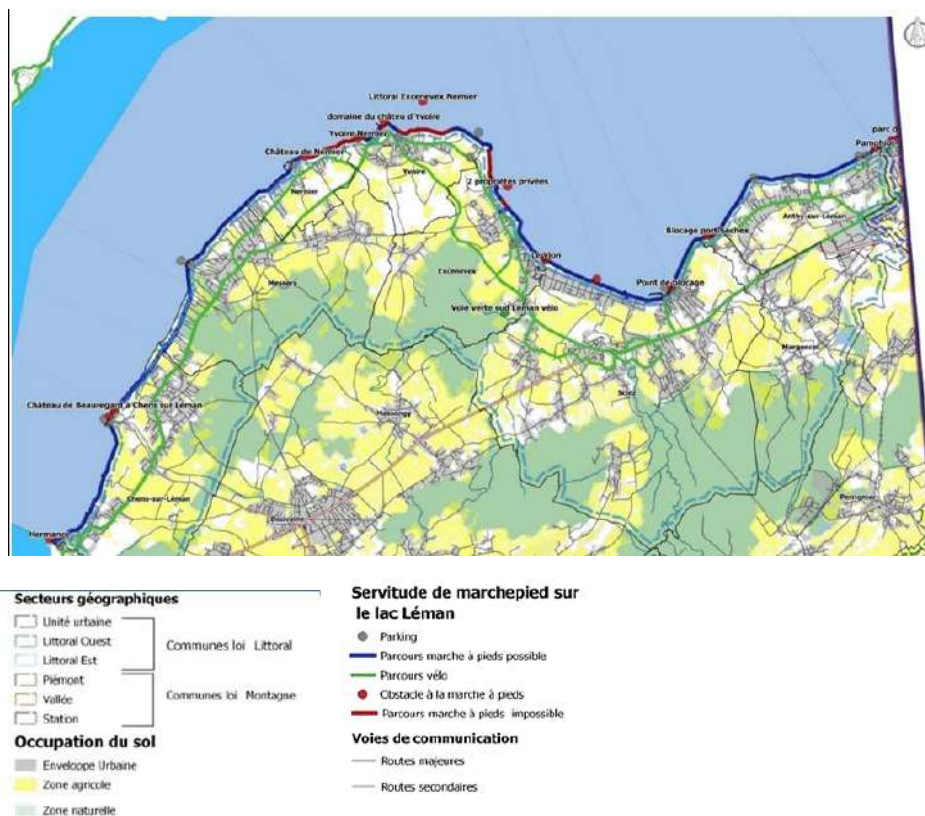 Littoral Excenevex Nernier
domaine du châteu d'Yvoire
Yvoire Nernier
Château de Nernier
parc d
Pamphiot
Yvoire
2 propriétés privées
Nernier
Anthy-sur-Léman
Blocage port Sechex
Le Vion
Excenevex
Messery
Point de blocage
Voie verte sud Léman vélo
Margencel
Sciez
Château de Beauregard à Chens sur Léman
Massongy
Chens-sur-Léman
Perrignier
Douvaine
Hermance
Secteurs géographiques
Unité urbaine
Littoral Ouest
Littoral Est
Communes loi Littoral
Piémont
Vallée
Station
Communes loi Montagne
Occupation du sol
Enveloppe Urbaine
Zone agricole
Zone naturelle
Servitude de marchepied sur
le lac Léman
Parking
Parcours marche à pieds possible
Parcours vélo
Obstacle à la marche à pieds
Parcours marche à pieds impossible
Voies de communication
Routes majeures
Routes secondaires